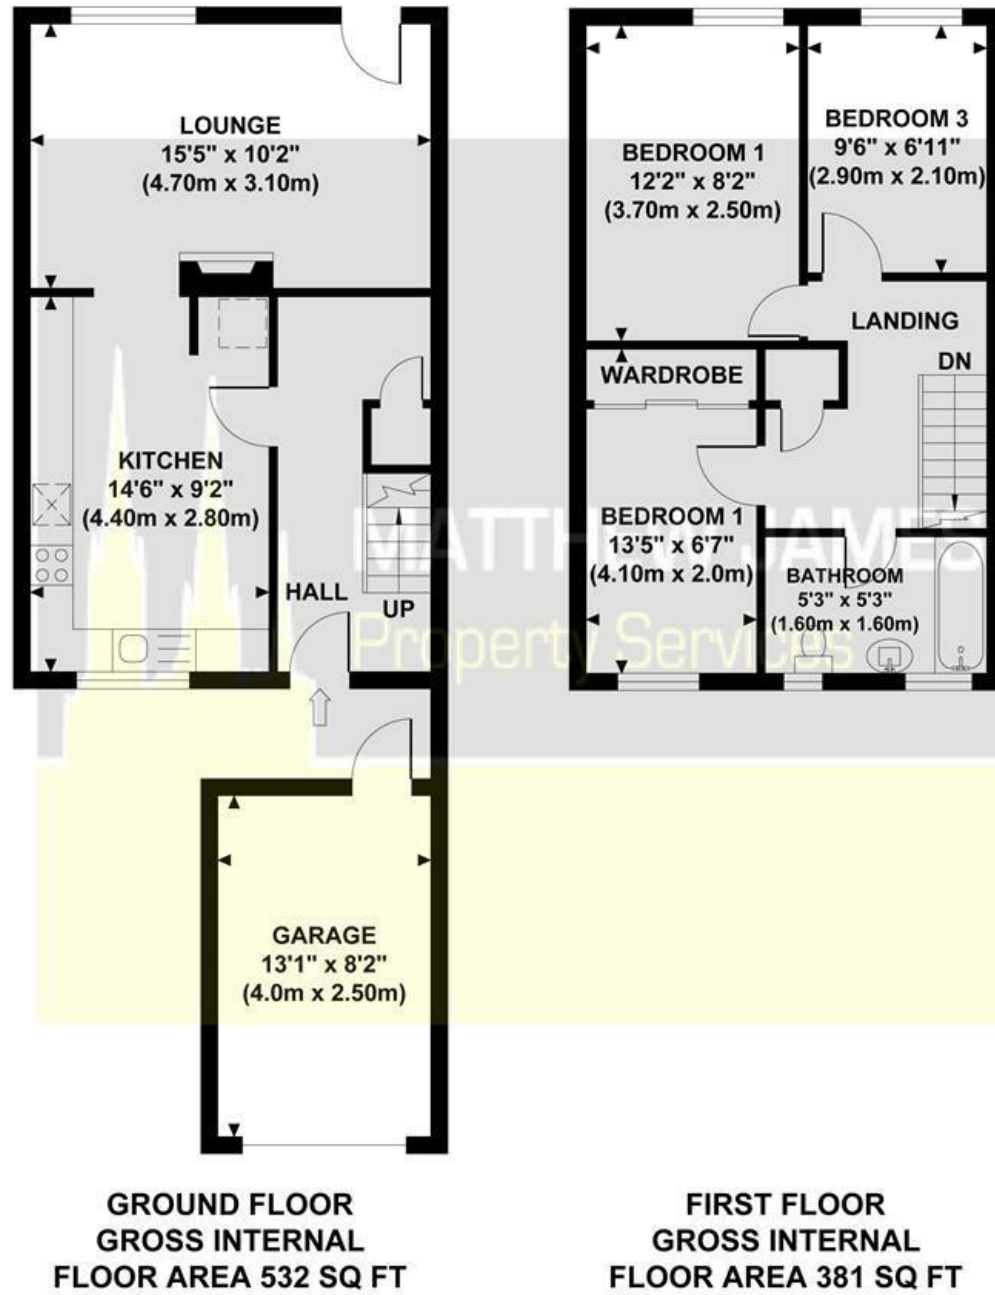 LOUNGE
15'5" x 10'2"
(4.70m x 3.10m)
KITCHEN
14'6" x 9'2"
(4.40m x 2.80m)
HALL
UP
GARAGE
13'1" x 8'2"
(4.0m x 2.50m)
GROUND FLOOR
GROSS INTERNAL
FLOOR AREA 532 SQ FT
BEDROOM 1
12'2" x 8'2"
(3.70m x 2.50m)
BEDROOM 3
9'6" x 6'11"
(2.90m x 2.10m)
LANDING
DN
WARDROBE
BEDROOM 1
13'5" x 6'7"
(4.10m x 2.0m)
BATHROOM
5'3" x 5'3"
(1.60m x 1.60m)
FIRST FLOOR
GROSS INTERNAL
FLOOR AREA 381 SQ FT
MATTHEW JAMES
Property Services